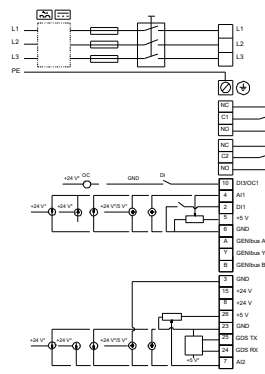 L1 L1
L2 L2
L3 L3
PE
NC
C1
NO
NC
C2
NO
+24 V* OC GND DI 10 DI3/OC1
4 AI1
2 DI1
+24 V* +24 V* +24 V* +24 V*/5 V* 5 +5 V
6 GND
A GENIbus A
Y GENIbus Y
B GENIbus B
3 GND
15 +24 V
8 +24 V
26 +5 V
23 GND
+24 V* +24 V* +24 V* +24 V*/5 V* 25 GDS TX
24 GDS RX
+5 V* 7 AI2